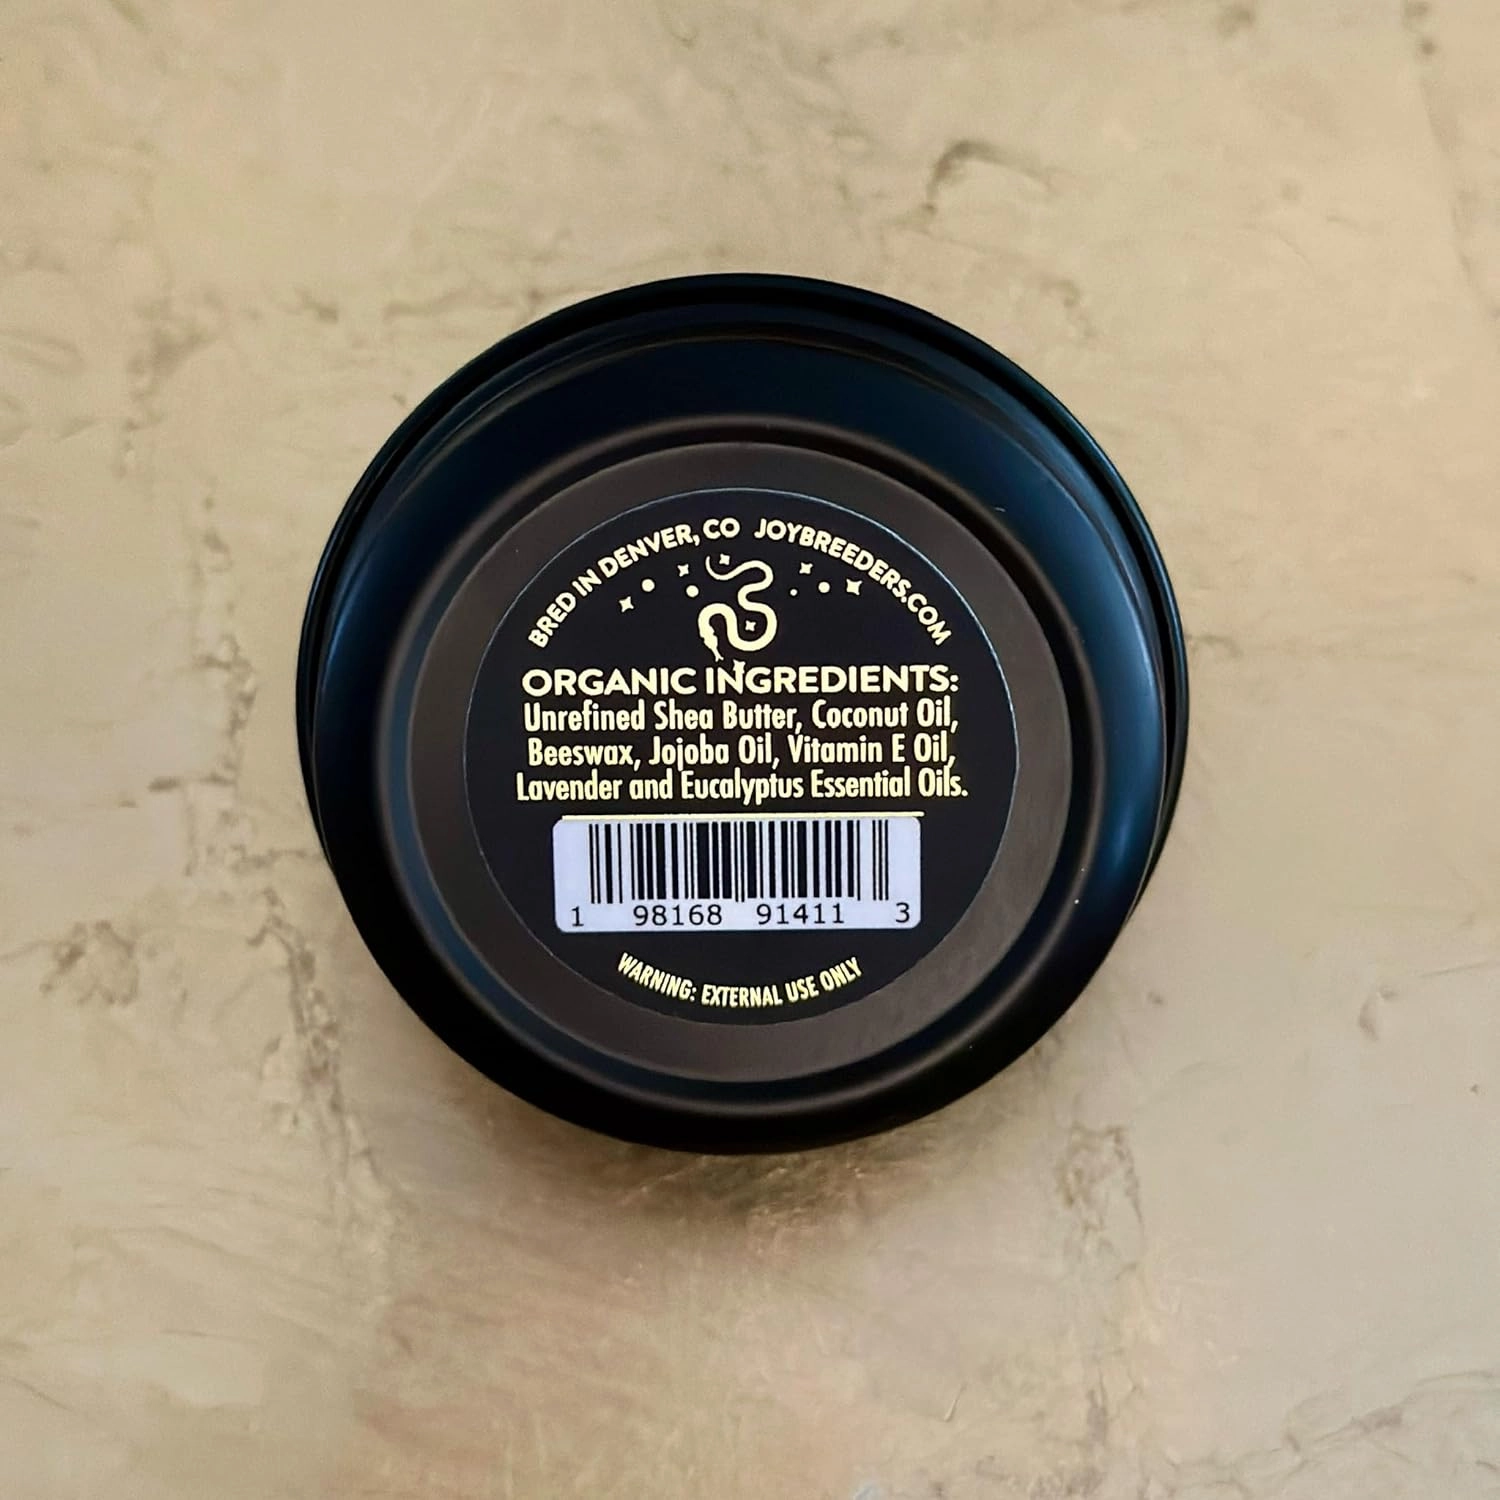 BRED IN DENVER, CO JOYBREEDERS.COM
ORGANIC INGREDIENTS:
Unrefined Shea Butter, Coconut Oil,
Beeswax, Jojoba Oil, Vitamin E Oil,
Lavender and Eucalyptus Essential Oils.
1 98168 91411 3
WARNING: EXTERNAL USE ONLY